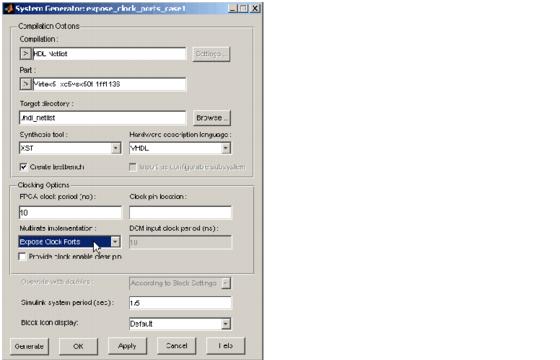 System Generator: expose_clock_ports_case1
Compilation Options
Compilation :
> HDL Netlist Settings...
Part :
> Virtex5 xc5vsx50t-1ff1136
Target directory :
./hdl_netlist Browse...
Synthesis tool : Hardware description language :
XST VHDL
Create testbench Import as configurable subsystem
Clocking Options
FPGA clock period (ns) : Clock pin location :
10
Multirate implementation : DCM input clock period (ns) :
Expose Clock Ports 10
Provide clock enable clear pin
Override with doubles : According to Block Settings
Simulink system period (sec) : 1/5
Block icon display: Default
Generate OK Apply Cancel Help